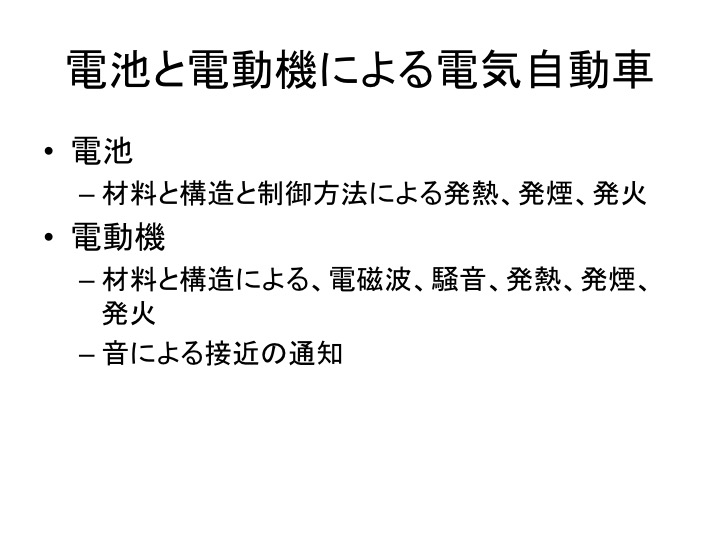 電池と電動機による電気自動車
• 電池
– 材料と構造と制御方法による発熱、発煙、発火
• 電動機
– 材料と構造による、電磁波、騒音、発熱、発煙、
発火
– 音による接近の通知